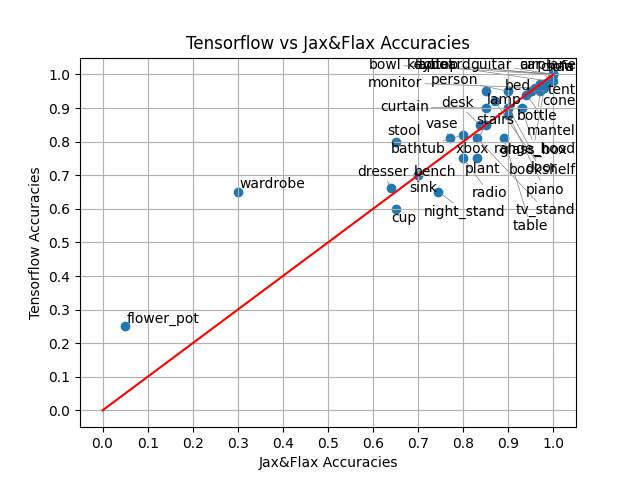 Tensorflow vs Jax&Flax Accuracies
bowl
guitar
airplane
monitor
person
bed
tent
curtain
desk
lamp
cone
bottle
stool
vase
stairs
mantel
bathtub
xbox
range_hood
glass_box
dresser
bench
plant
door
bookshelf
wardrobe
sink
radio
piano
cup
night_stand
tv_stand
table
flower_pot
Tensorflow Accuracies
1.0
0.9
0.8
0.7
0.6
0.5
0.4
0.3
0.2
0.1
0.0
0.0 0.1 0.2 0.3 0.4 0.5 0.6 0.7 0.8 0.9 1.0
Jax&Flax Accuracies